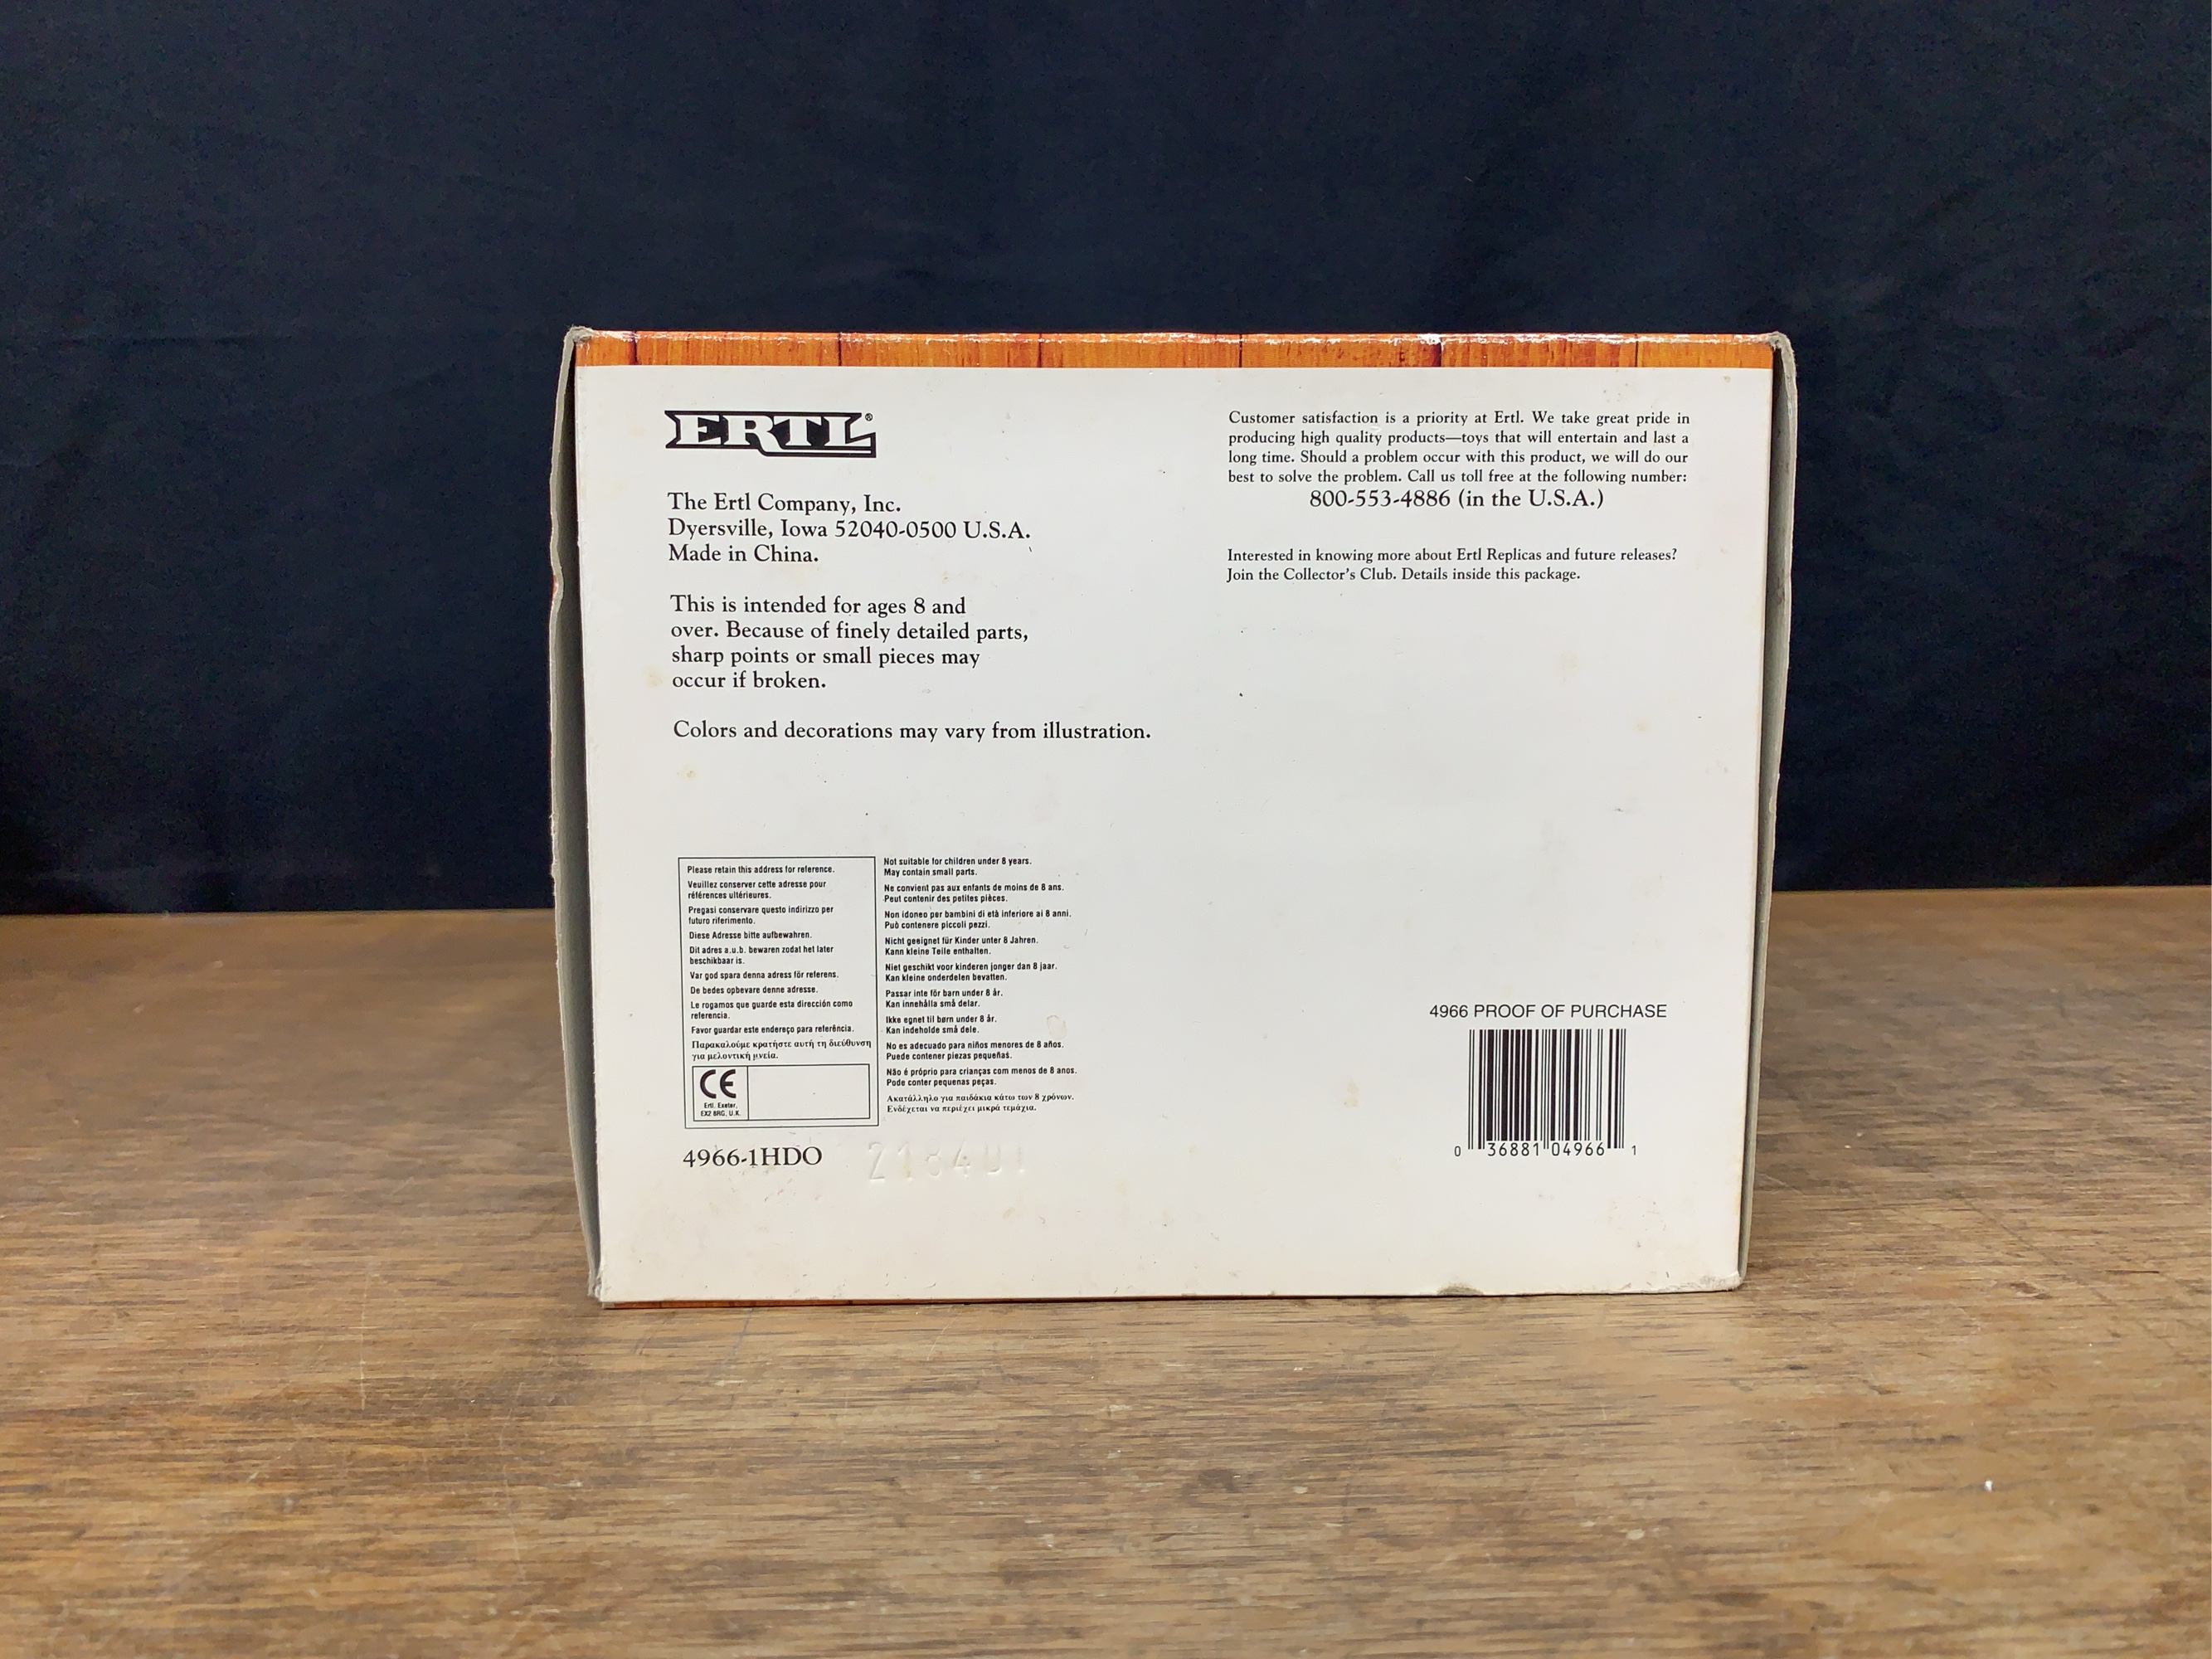 ERTL®
The Ertl Company, Inc.
Dyersville, Iowa 52040-0500 U.S.A.
Made in China.
This is intended for ages 8 and
over. Because of finely detailed parts,
sharp points or small pieces may
occur if broken.
Colors and decorations may vary from illustration.
Customer satisfaction is a priority at Ertl. We take great pride in
producing high quality products—toys that will entertain and last a
long time. Should a problem occur with this product, we will do our
best to solve the problem. Call us toll free at the following number:
800-553-4886 (in the U.S.A.)
Interested in knowing more about Ertl Replicas and future releases?
Join the Collector's Club. Details inside this package.
Please retain this address for reference.
Veuillez conserver cette adresse pour
références ultérieures.
Pregasi conservare questo indirizzo per
futuro riferimento.
Diese Adresse bitte aufbewahren.
Dit adres a.u.b. bewaren zodat het later
beschikbaar is.
Var god spara denna adress för referens.
De bedes opbevare denne adresse.
Le rogamos que guarde esta dirección como
referencia.
Favor guardar este endereço para referência.
Παρακαλούμε κρατήστε αυτή τη διεύθυνση
για μελοντική μνεία.
CE
Ertl, Exeter,
EX2 8RG, U.K.
Not suitable for children under 8 years.
May contain small parts.
Ne convient pas aux enfants de moins de 8 ans.
Peut contenir des petites pièces.
Non idoneo per bambini di età inferiore ai 8 anni.
Può contenere piccoli pezzi.
Nicht geeignet für Kinder unter 8 Jahren.
Kann kleine Teile enthalten.
Niet geschikt voor kinderen jonger dan 8 jaar.
Kan kleine onderdelen bevatten.
Passar inte för barn under 8 år.
Kan innehålla små delar.
Ikke egnet til børn under 8 år.
Kan indeholde små dele.
No es adecuado para niños menores de 8 años.
Puede contener piezas pequeñas.
Não é próprio para crianças com menos de 8 anos.
Pode conter pequenas peças.
Ακατάλληλο για παιδάκια κάτω των 8 χρόνων.
Ενδέχεται να περιέχει μικρά τεμάχια.
4966-1HDO
4966 PROOF OF PURCHASE
0 36881 04966 1